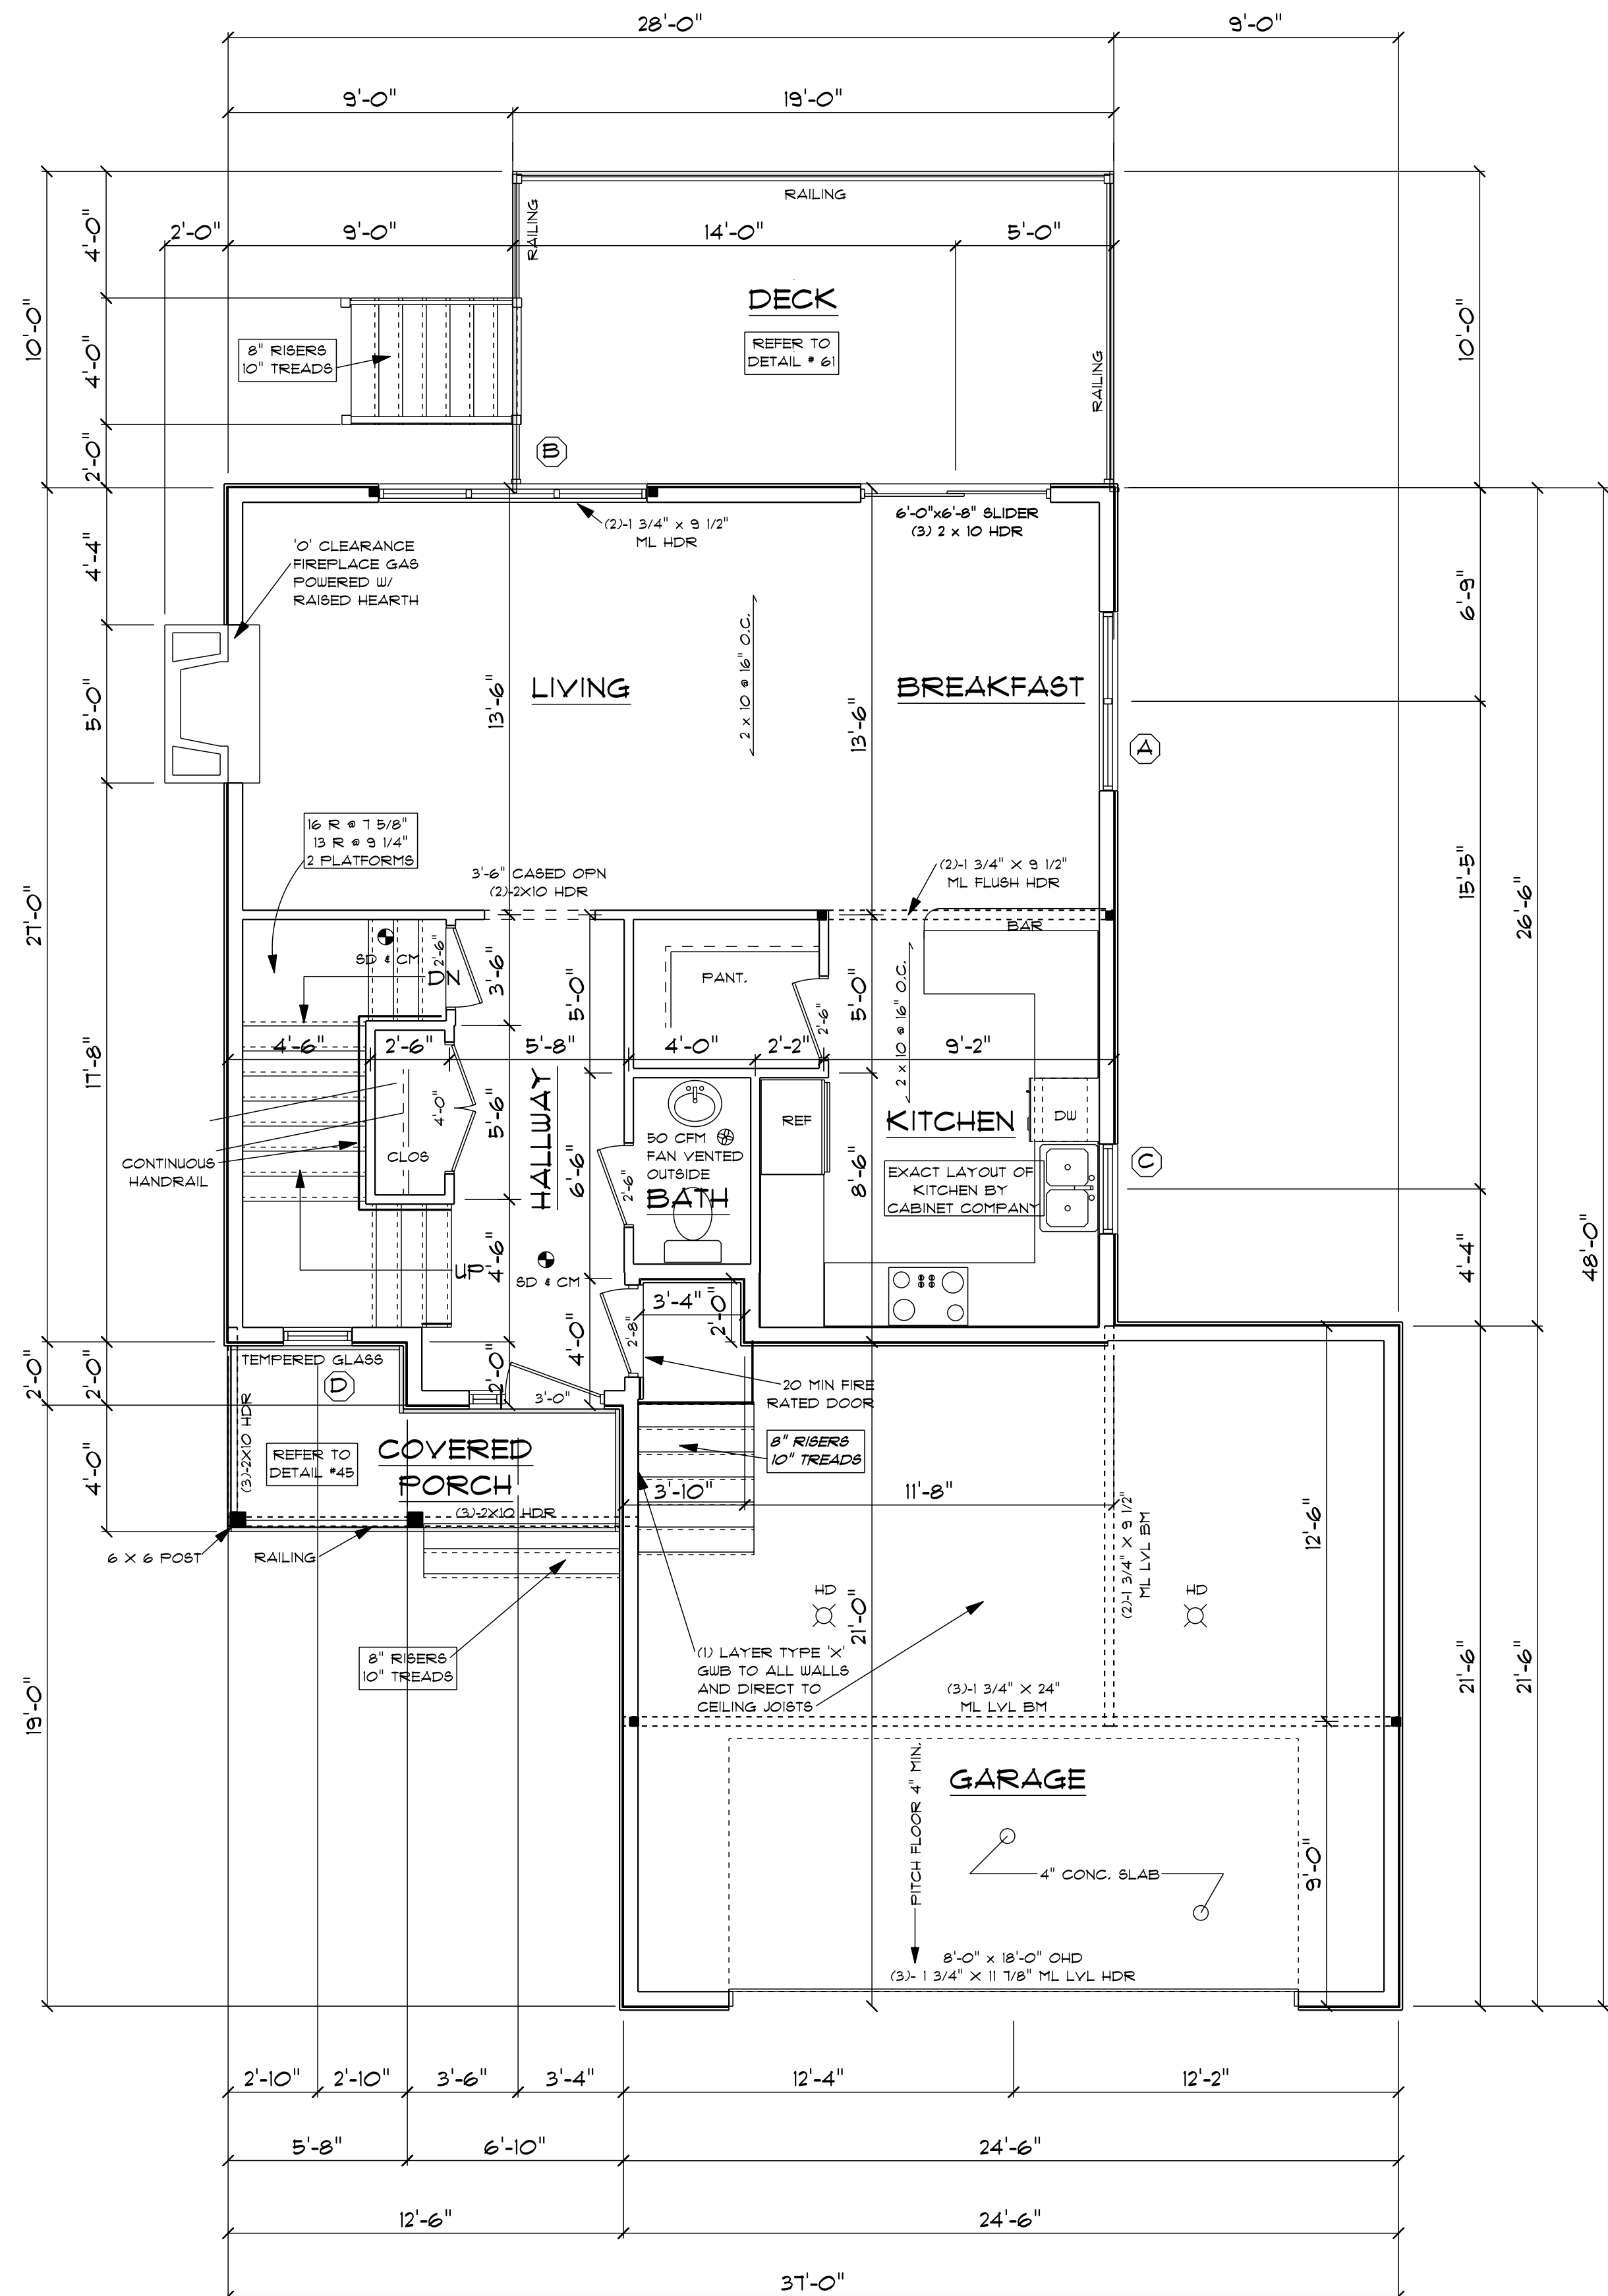 28'-0"
9'-0"
9'-0"
19'-0"
RAILING
RAILING
2'-0"
9'-0"
14'-0"
5'-0"
4'-0"
10'-0"
4'-0"
2'-0"
DECK
REFER TO
DETAIL # 61
8" RISERS
10" TREADS
RAILING
10'-0"
B
(2)-1 3/4" x 9 1/2"
ML HDR
6'-0"x6'-8" SLIDER
(3) 2 x 10 HDR
'0' CLEARANCE
FIREPLACE GAS
POWERED W/
RAISED HEARTH
4'-4"
5'-0"
27'-0"
17'-8"
13'-6"
LIVING
2 x 10 @ 16" O.C.
13'-6"
BREAKFAST
A
6'-9"
15'-5"
26'-6"
48'-0"
16 R @ 7 5/8"
13 R @ 9 1/4"
2 PLATFORMS
3'-6" CASED OPN
(2)-2X10 HDR
(2)-1 3/4" X 9 1/2"
ML FLUSH HDR
BAR
SD & CM
2'-6"
DN
3'-6"
5'-0"
PANT.
2'-6"
5'-0"
2 x 10 @ 16" O.C.
4'-6"
2'-6"
5'-8"
4'-0"
2'-2"
9'-2"
4'-0"
CLOS
5'-6"
HALLWAY
6'-6"
CONTINUOUS
HANDRAIL
50 CFM
FAN VENTED
OUTSIDE
BATH
2'-6"
REF
8'-6"
KITCHEN
DW
EXACT LAYOUT OF
KITCHEN BY
CABINET COMPANY
C
4'-4"
UP
4'-6"
SD & CM
3'-4"
2'-0
2'-8"
4'-0"
2'-0"
3'-0"
2'-0"
2'-0"
TEMPERED GLASS
D
20 MIN FIRE
RATED DOOR
(3)-2X10 HDR
REFER TO
DETAIL #45
COVERED
PORCH
(3)-2X10 HDR
4'-0"
8" RISERS
10" TREADS
3'-10"
11'-8"
6 X 6 POST
RAILING
(2)-1 3/4" X 9 1/2"
ML LVL BM
12'-6"
HD
HD
21'-0"
8" RISERS
10" TREADS
(1) LAYER TYPE 'X'
GWB TO ALL WALLS
AND DIRECT TO
CEILING JOISTS
(3)-1 3/4" X 24"
ML LVL BM
19'-0"
21'-6"
21'-6"
GARAGE
PITCH FLOOR 4" MIN.
4" CONC. SLAB
9'-0"
8'-0" x 18'-0" OHD
(3)- 1 3/4" X 11 7/8" ML LVL HDR
2'-10"
2'-10"
3'-6"
3'-4"
12'-4"
12'-2"
5'-8"
6'-10"
24'-6"
12'-6"
24'-6"
37'-0"